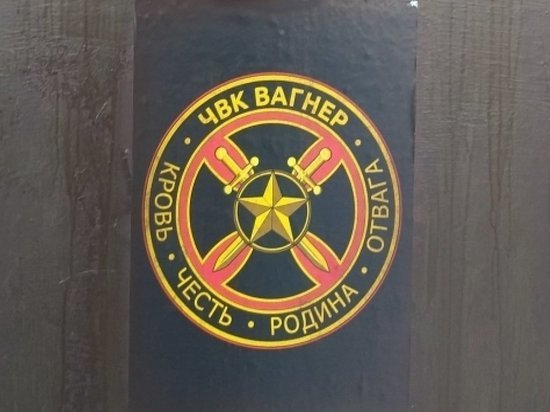 ЧВК ВАГНЕР
КРОВЬ · ЧЕСТЬ · РОДИНА · ОТВАГА